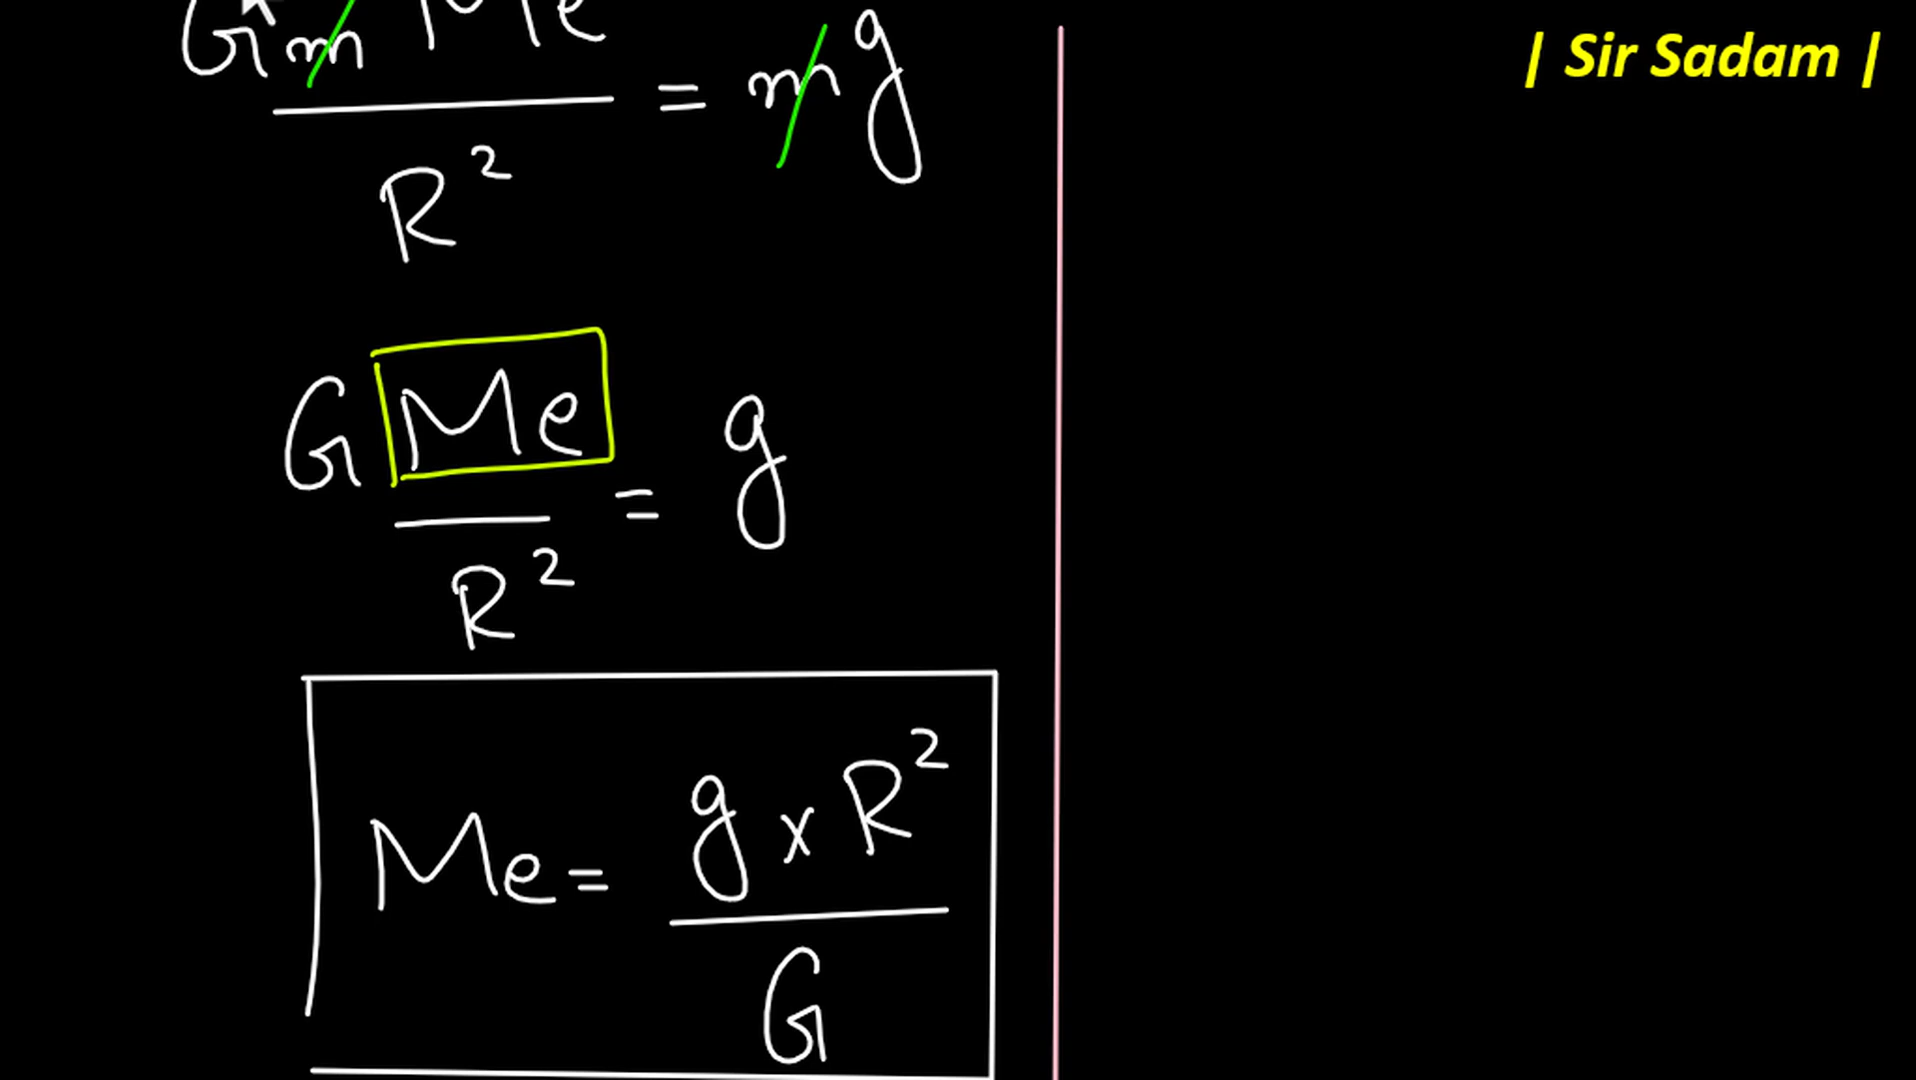 | Sir Sadam |
G m Me / R² = m g
G Me / R² = g
Me = g x R² / G